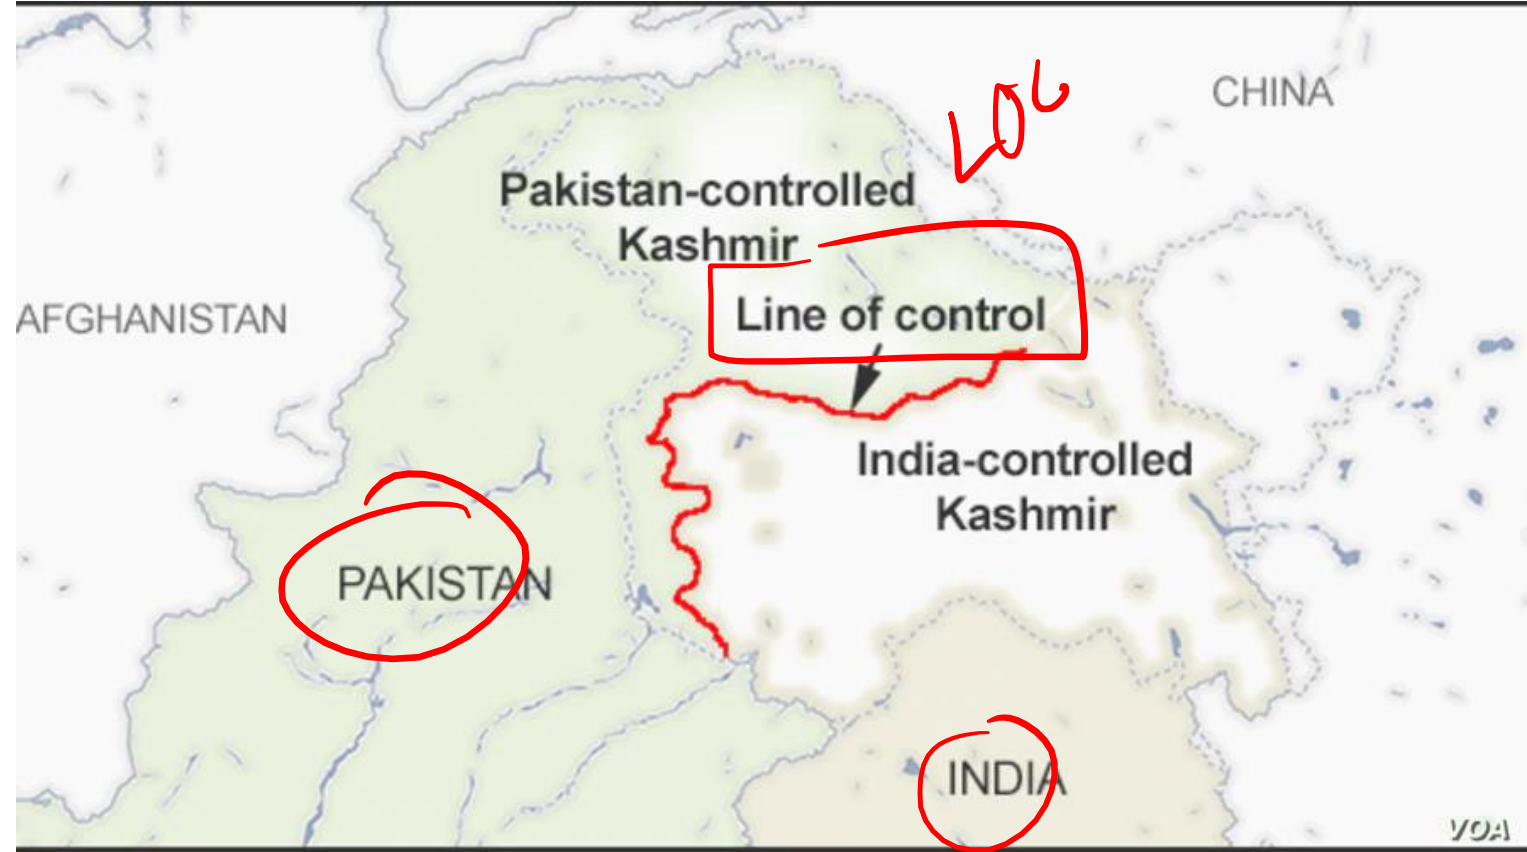 LOC
CHINA
Pakistan-controlled
Kashmir
AFGHANISTAN
Line of control
India-controlled
Kashmir
PAKISTAN
INDIA
VOA